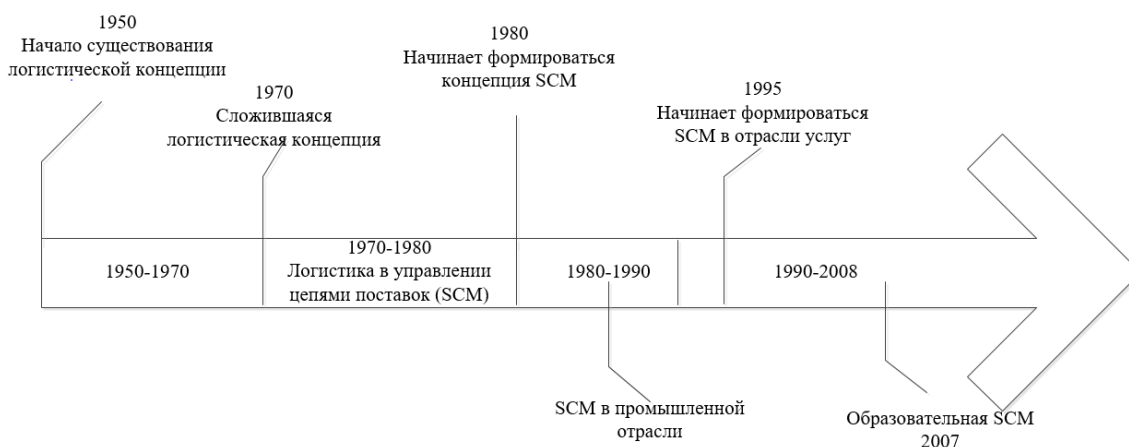 1950
Начало существования
логистической концепции
1970
Сложившаяся
логистическая концепция
1980
Начинает формироваться
концепция SCM
1995
Начинает формироваться
SCM в отрасли услуг
1950-1970
1970-1980
Логистика в управлении
цепями поставок (SCM)
1980-1990
1990-2008
SCM в промышленной
отрасли
Образовательная SCM
2007